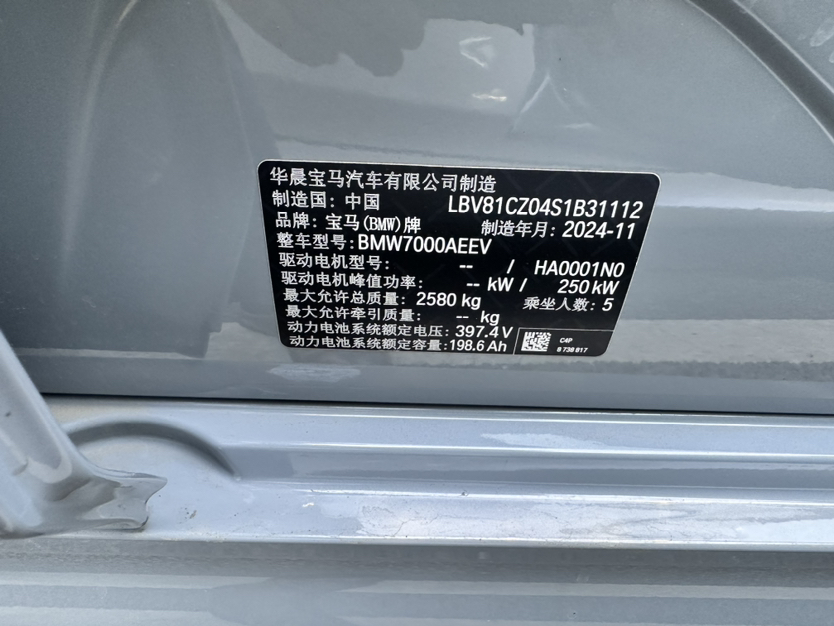 华晨宝马汽车有限公司制造
制造国: 中国 LBV81CZ04S1B31112
品牌: 宝马(BMW)牌 制造年月: 2024-11
整车型号: BMW7000AEEV
驱动电机型号: -- / HA0001N0
驱动电机峰值功率: -- kW / 250 kW
最大允许总质量: 2580 kg 乘坐人数: 5
最大允许牵引质量: -- kg
动力电池系统额定电压: 397.4V
动力电池系统额定容量: 198.6 Ah
C4P
8 738 817